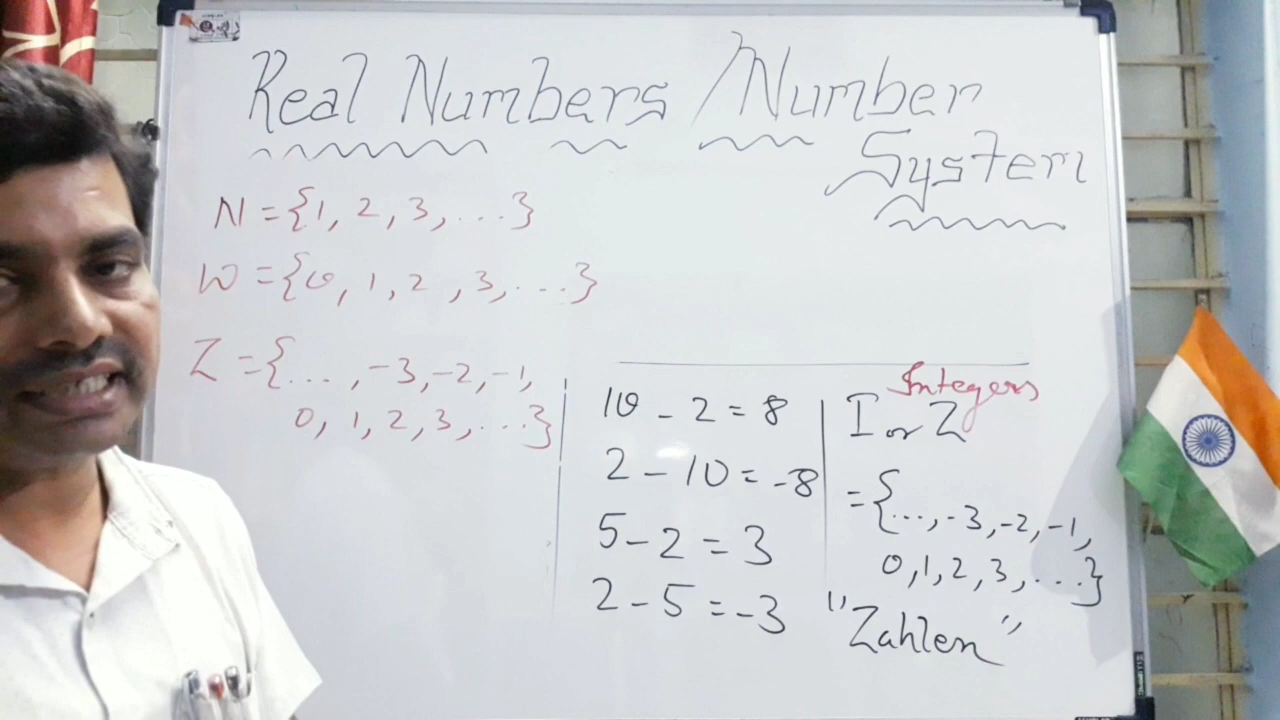 Real Numbers / Number
System
N = {1, 2, 3, ...}
W = {0, 1, 2, 3, ...}
Z = {..., -3, -2, -1,
0, 1, 2, 3, ...}
10 - 2 = 8
2 - 10 = -8
5 - 2 = 3
2 - 5 = -3
Integers
I or Z
= {..., -3, -2, -1,
0, 1, 2, 3, ...}
"Zahlen"